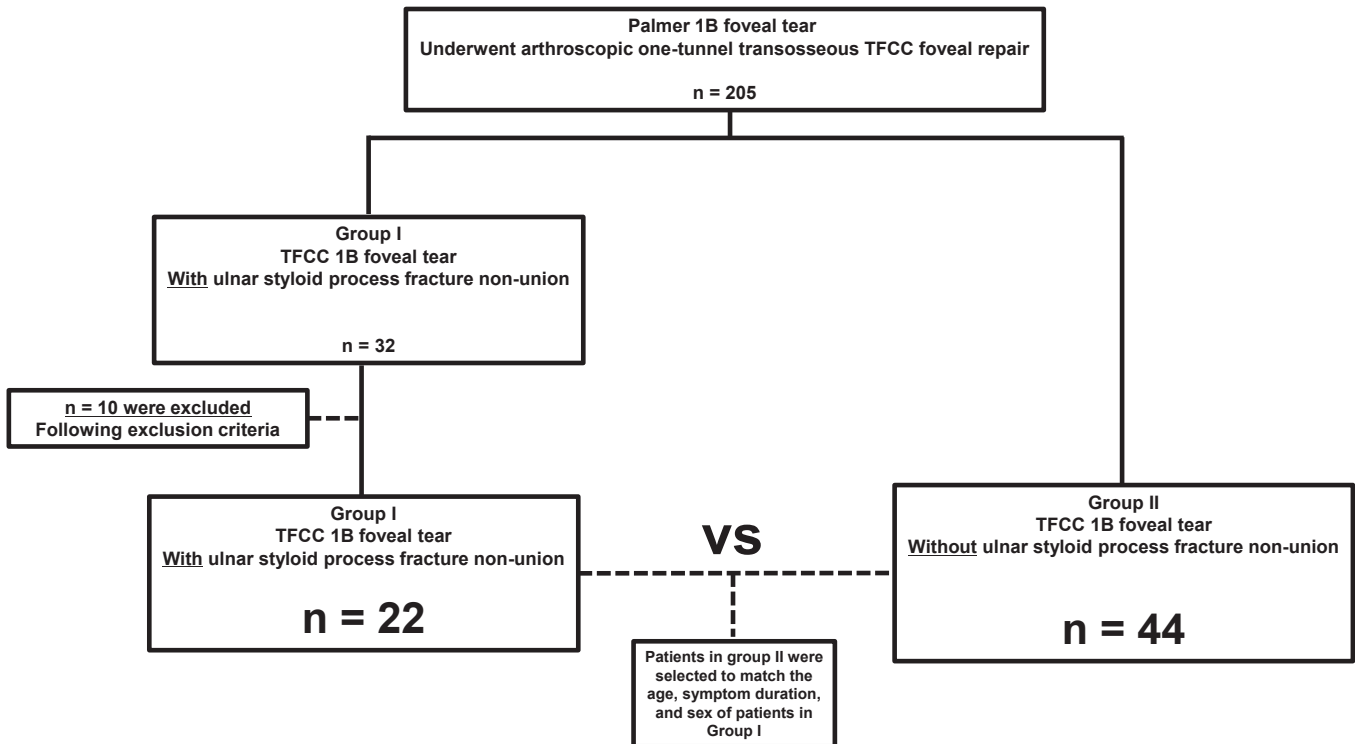 Palmer 1B foveal tear
Underwent arthroscopic one-tunnel transosseous TFCC foveal repair
n = 205
Group I
TFCC 1B foveal tear
With ulnar styloid process fracture non-union
n = 32
n = 10 were excluded
Following exclusion criteria
Group I
TFCC 1B foveal tear
With ulnar styloid process fracture non-union
n = 22
vs
Group II
TFCC 1B foveal tear
Without ulnar styloid process fracture non-union
n = 44
Patients in group II were
selected to match the
age, symptom duration,
and sex of patients in
Group I